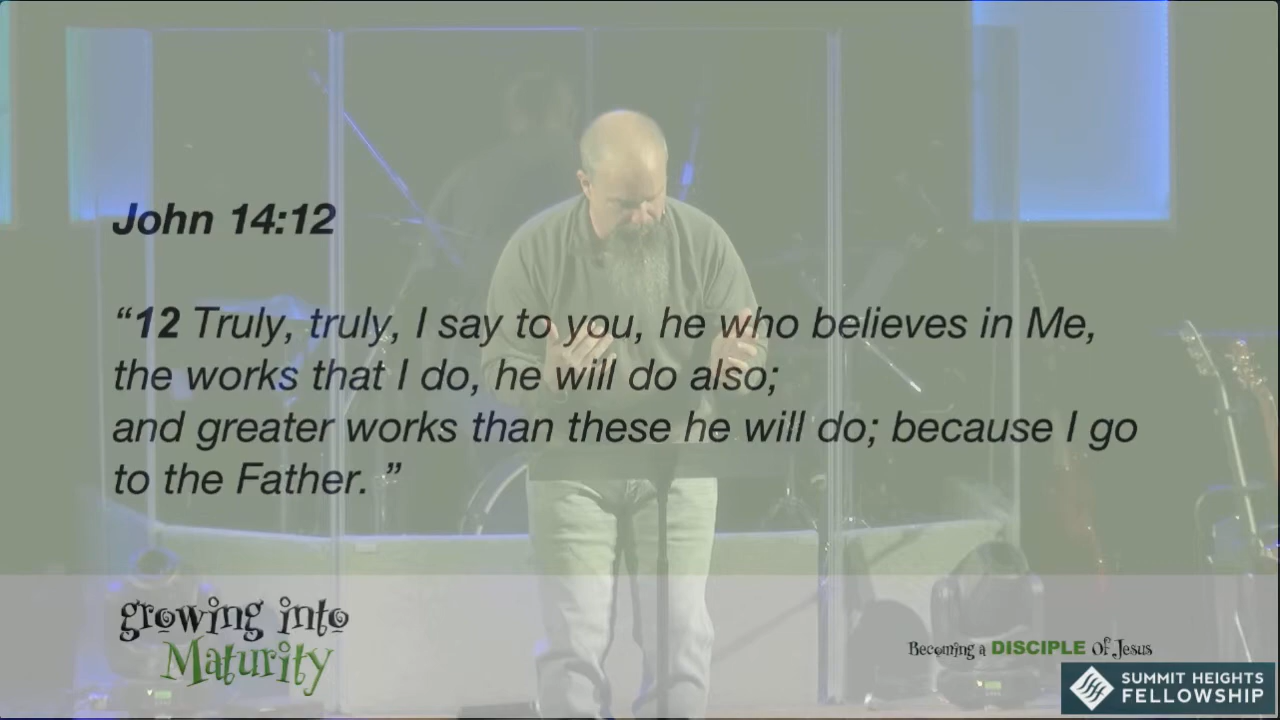 John 14:12
“12 Truly, truly, I say to you, he who believes in Me,
the works that I do, he will do also;
and greater works than these he will do; because I go
to the Father. ”
growing into
Maturity
Becoming a DISCIPLE Of Jesus
SUMMIT HEIGHTS
FELLOWSHIP